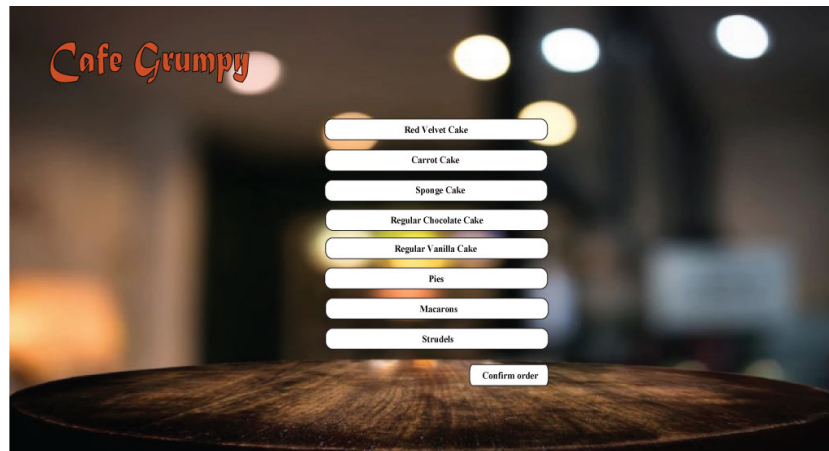 Cafe Grumpy
Red Velvet Cake
Carrot Cake
Sponge Cake
Regular Chocolate Cake
Regular Vanilla Cake
Pies
Macarons
Strudels
Confirm order